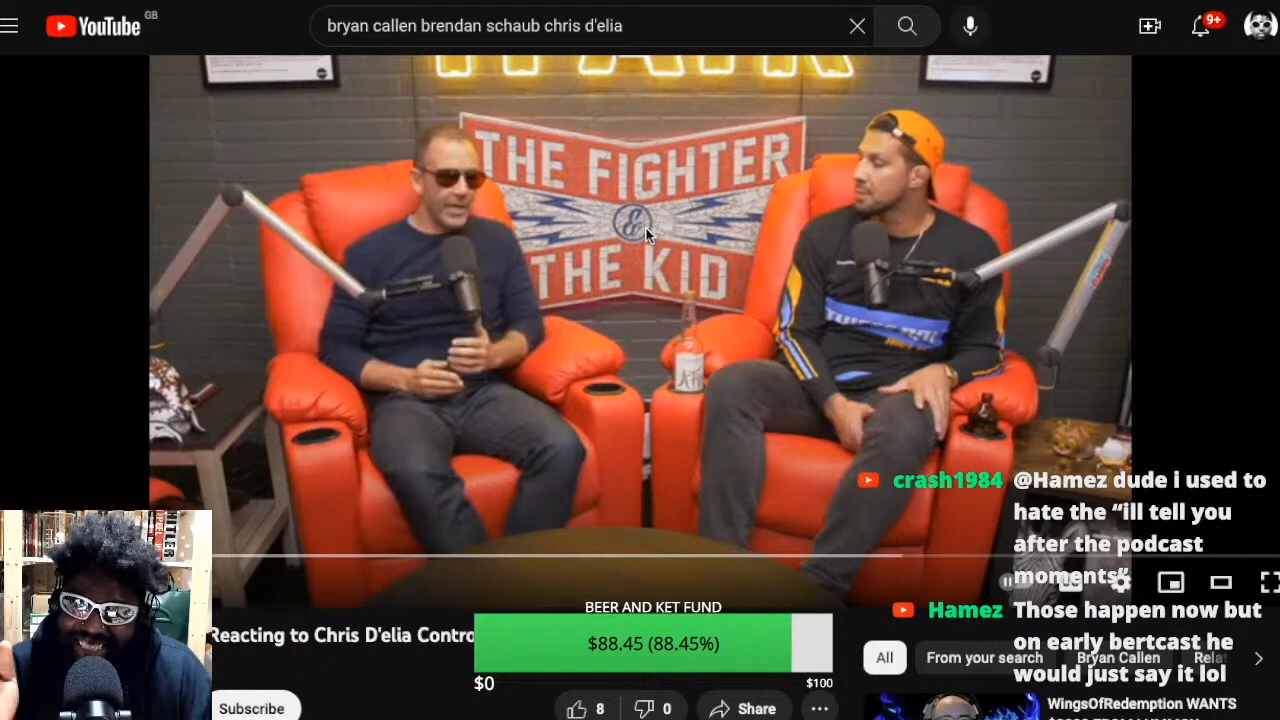 YouTube GB
bryan callen brendan schaub chris d'elia
9+
THE FIGHTER
&
THE KID
crash1984 @Hamez dude i used to
hate the “ill tell you
after the podcast
moments”
Hamez Those happen now but
on early bertcast he
would just say it lol
BEER AND KET FUND
$88.45 (88.45%)
$0
$100
Reacting to Chris D'elia Contro
All
From your search
Bryan Callen
Rela
Subscribe
8
0
Share
WingsOfRedemption WANTS